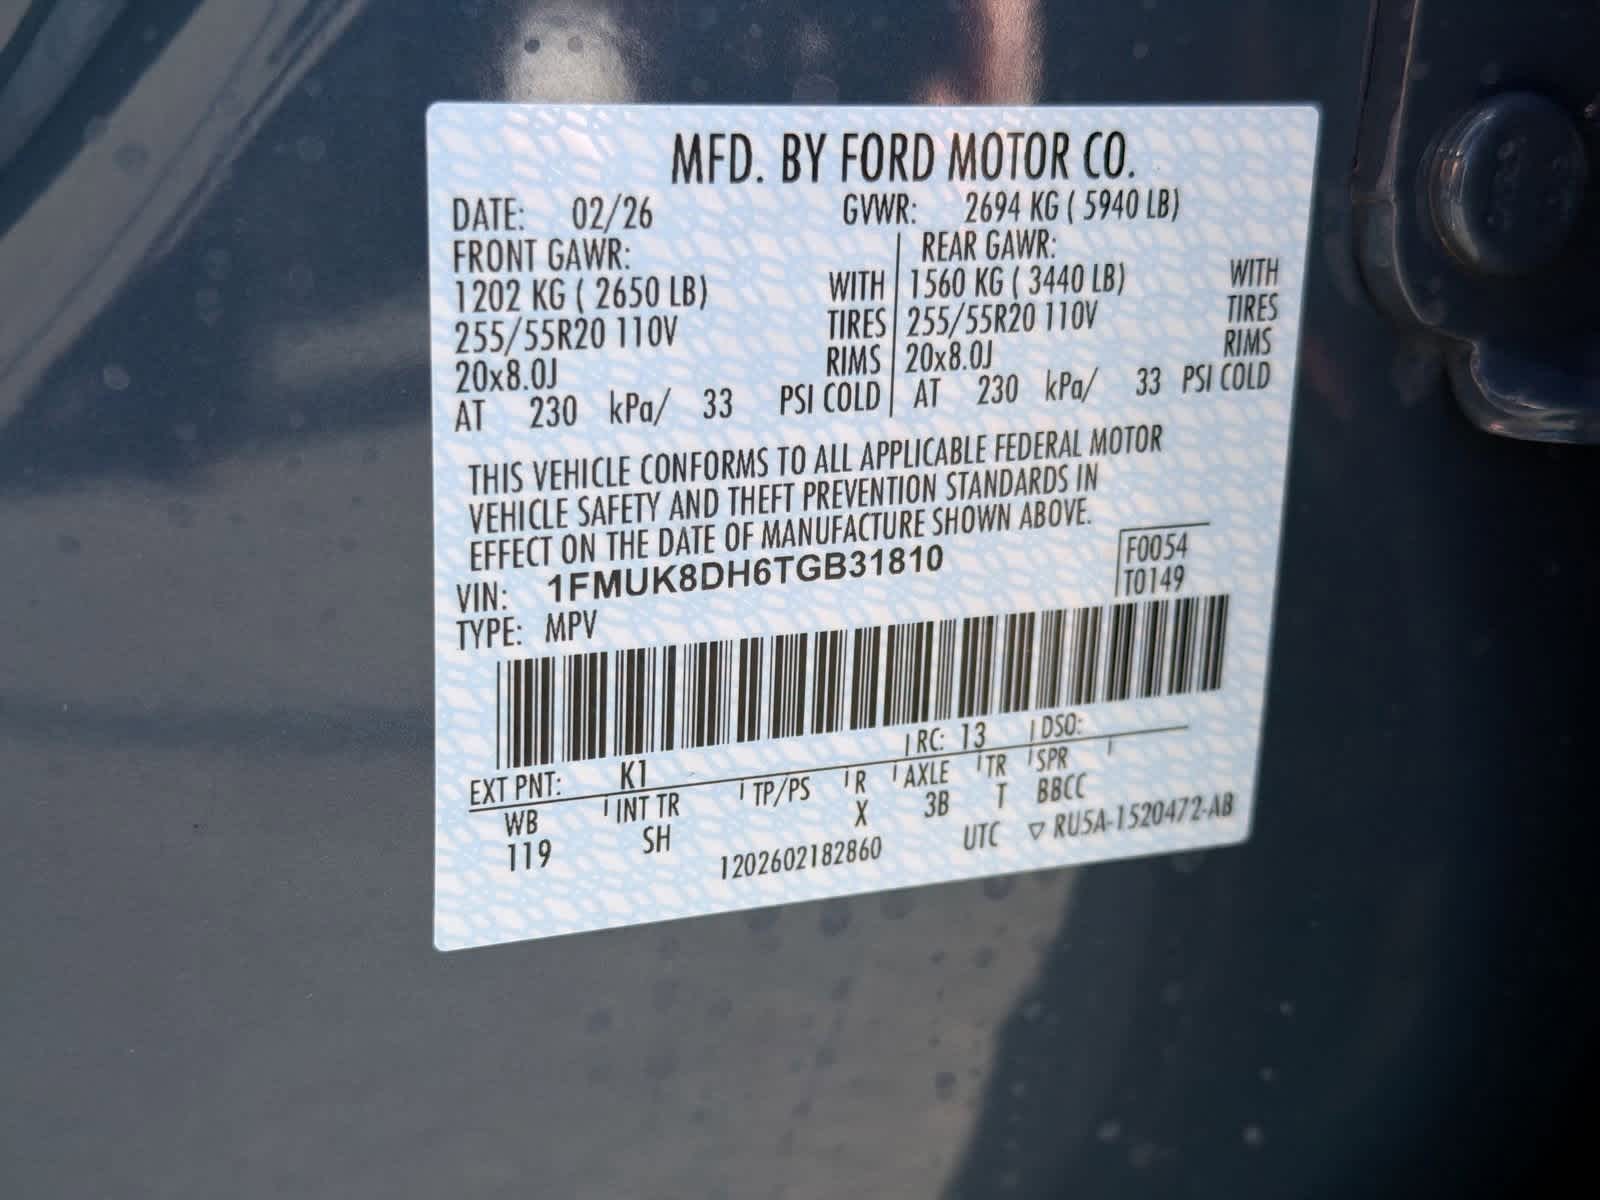 MFD. BY FORD MOTOR CO.
DATE: 02/26 GVWR: 2694 KG ( 5940 LB)
FRONT GAWR: REAR GAWR:
1202 KG ( 2650 LB) WITH 1560 KG ( 3440 LB) WITH
255/55R20 110V TIRES 255/55R20 110V TIRES
20x8.0J RIMS 20x8.0J RIMS
AT 230 kPa/ 33 PSI COLD AT 230 kPa/ 33 PSI COLD
THIS VEHICLE CONFORMS TO ALL APPLICABLE FEDERAL MOTOR
VEHICLE SAFETY AND THEFT PREVENTION STANDARDS IN
EFFECT ON THE DATE OF MANUFACTURE SHOWN ABOVE.
VIN: 1FMUK8DH6TGB31810 F0054
TYPE: MPV T0149
EXT PNT: K1 RC: 13 DSO:
WB INT TR TP/PS R AXLE TR SPR
119 SH X 3B T BBCC
1202602182860 UTC ▽ RU5A-1520472-AB